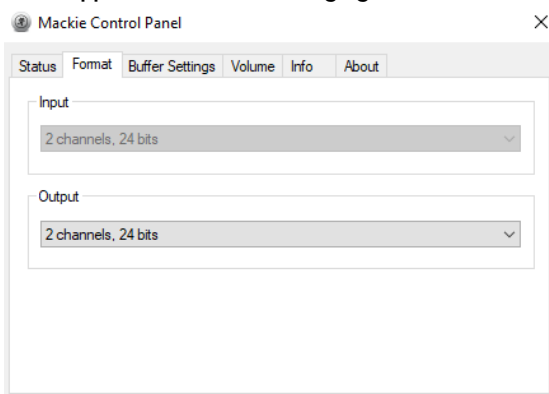 Mackie Control Panel
Status Format Buffer Settings Volume Info About
Input
2 channels, 24 bits
Output
2 channels, 24 bits